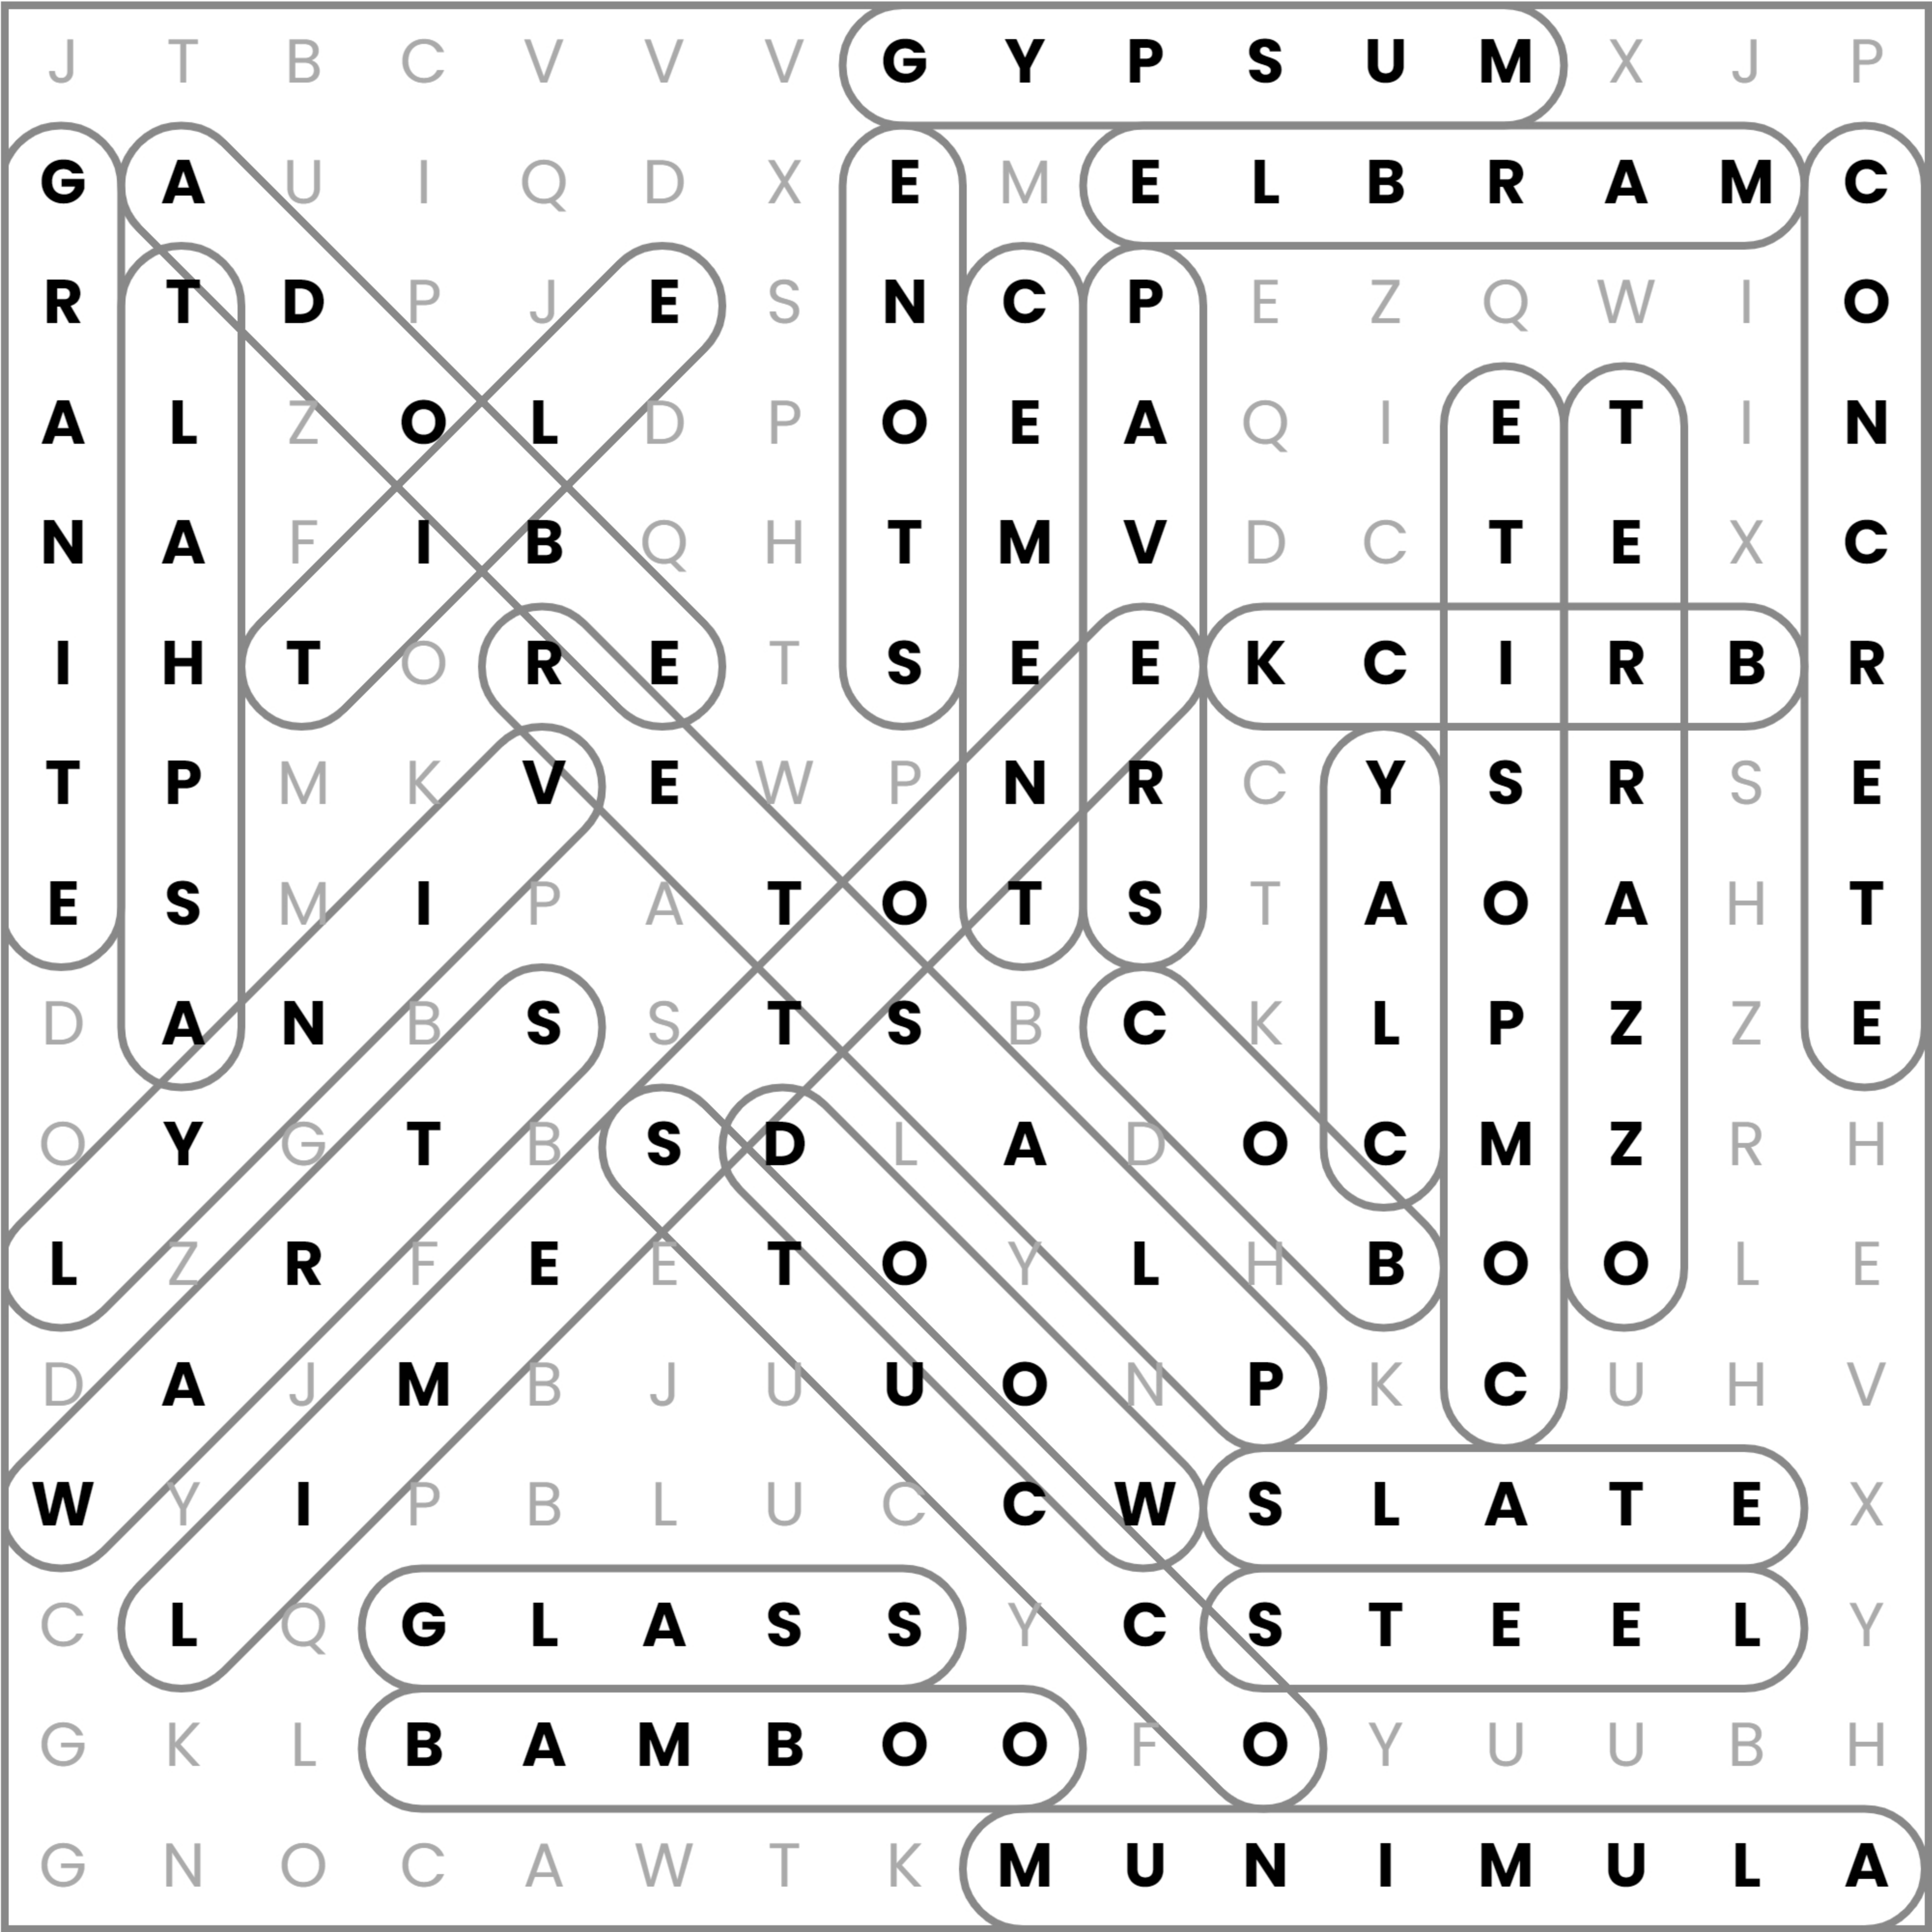 J T B C V V V G Y P S U M X J P
G A U I Q D X E M E L B R A M C
R T D P J E S N C P E Z Q W I O
A L Z O L D P O E A Q I E T I N
N A F I B Q H T M V D C T E X C
I H T O R E T S E E K C I R B R
T P M K V E W P N R C Y S R S E
E S M I P A T O T S T A O A H T
D A N B S S T S B C K L P Z Z E
O Y G T B S D L A D O C M Z R H
L Z R F E E T O Y L H B O O L E
D A J M B J U U O N P K C U H V
W Y I P B L U C C W S L A T E X
C L Q G L A S S Y C S T E E L Y
G K L B A M B O O F O Y U U B H
G N O C A W T K M U N I M U L A